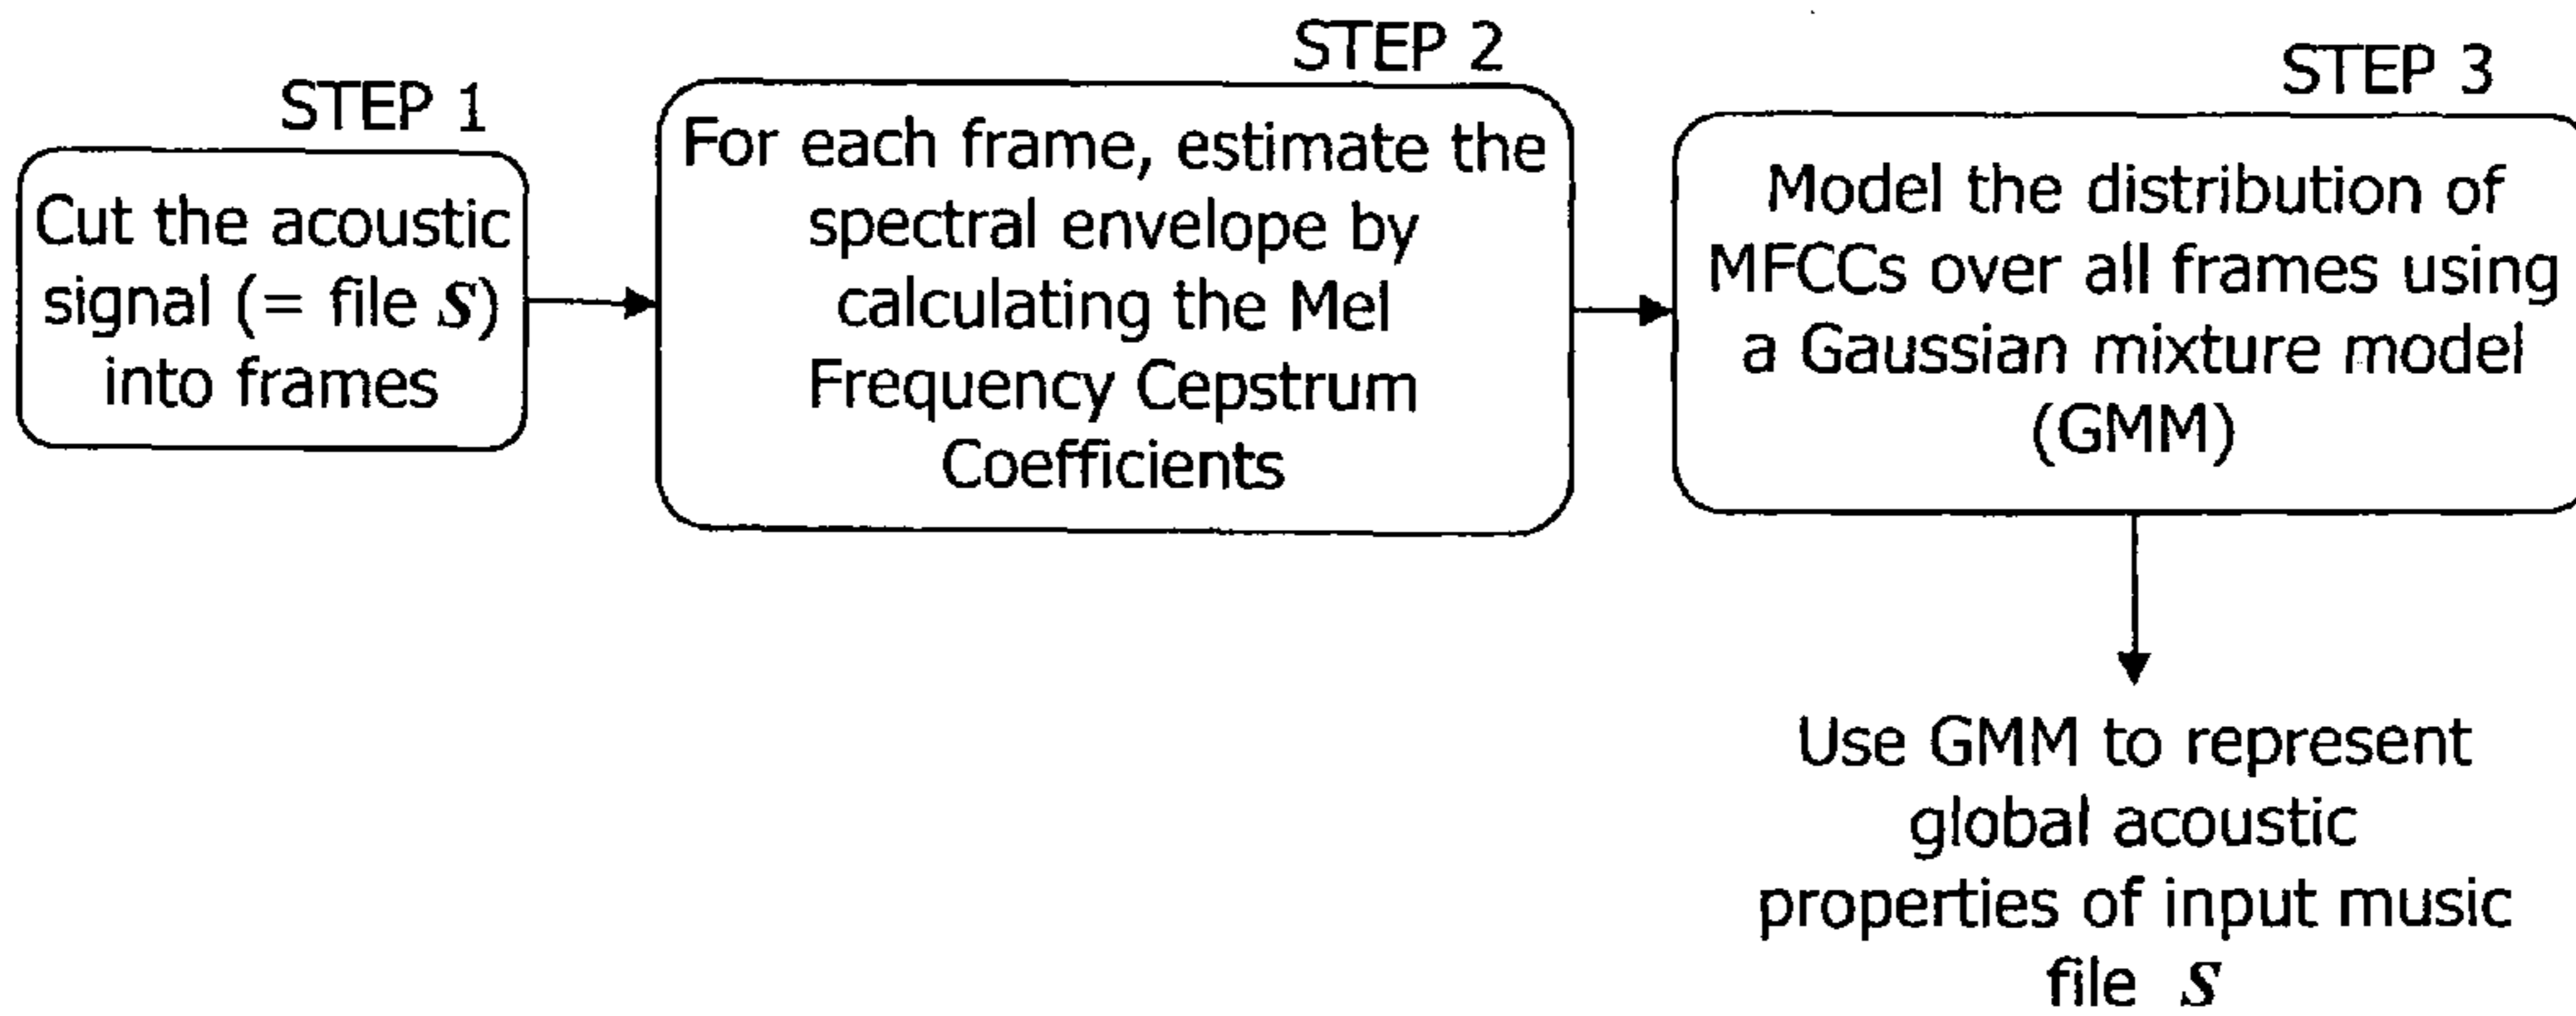 STEP 1
Cut the acoustic
signal (= file S)
into frames
STEP 2
For each frame, estimate the
spectral envelope by
calculating the Mel
Frequency Cepstrum
Coefficients
STEP 3
Model the distribution of
MFCCs over all frames using
a Gaussian mixture model
(GMM)
Use GMM to represent
global acoustic
properties of input music
file S